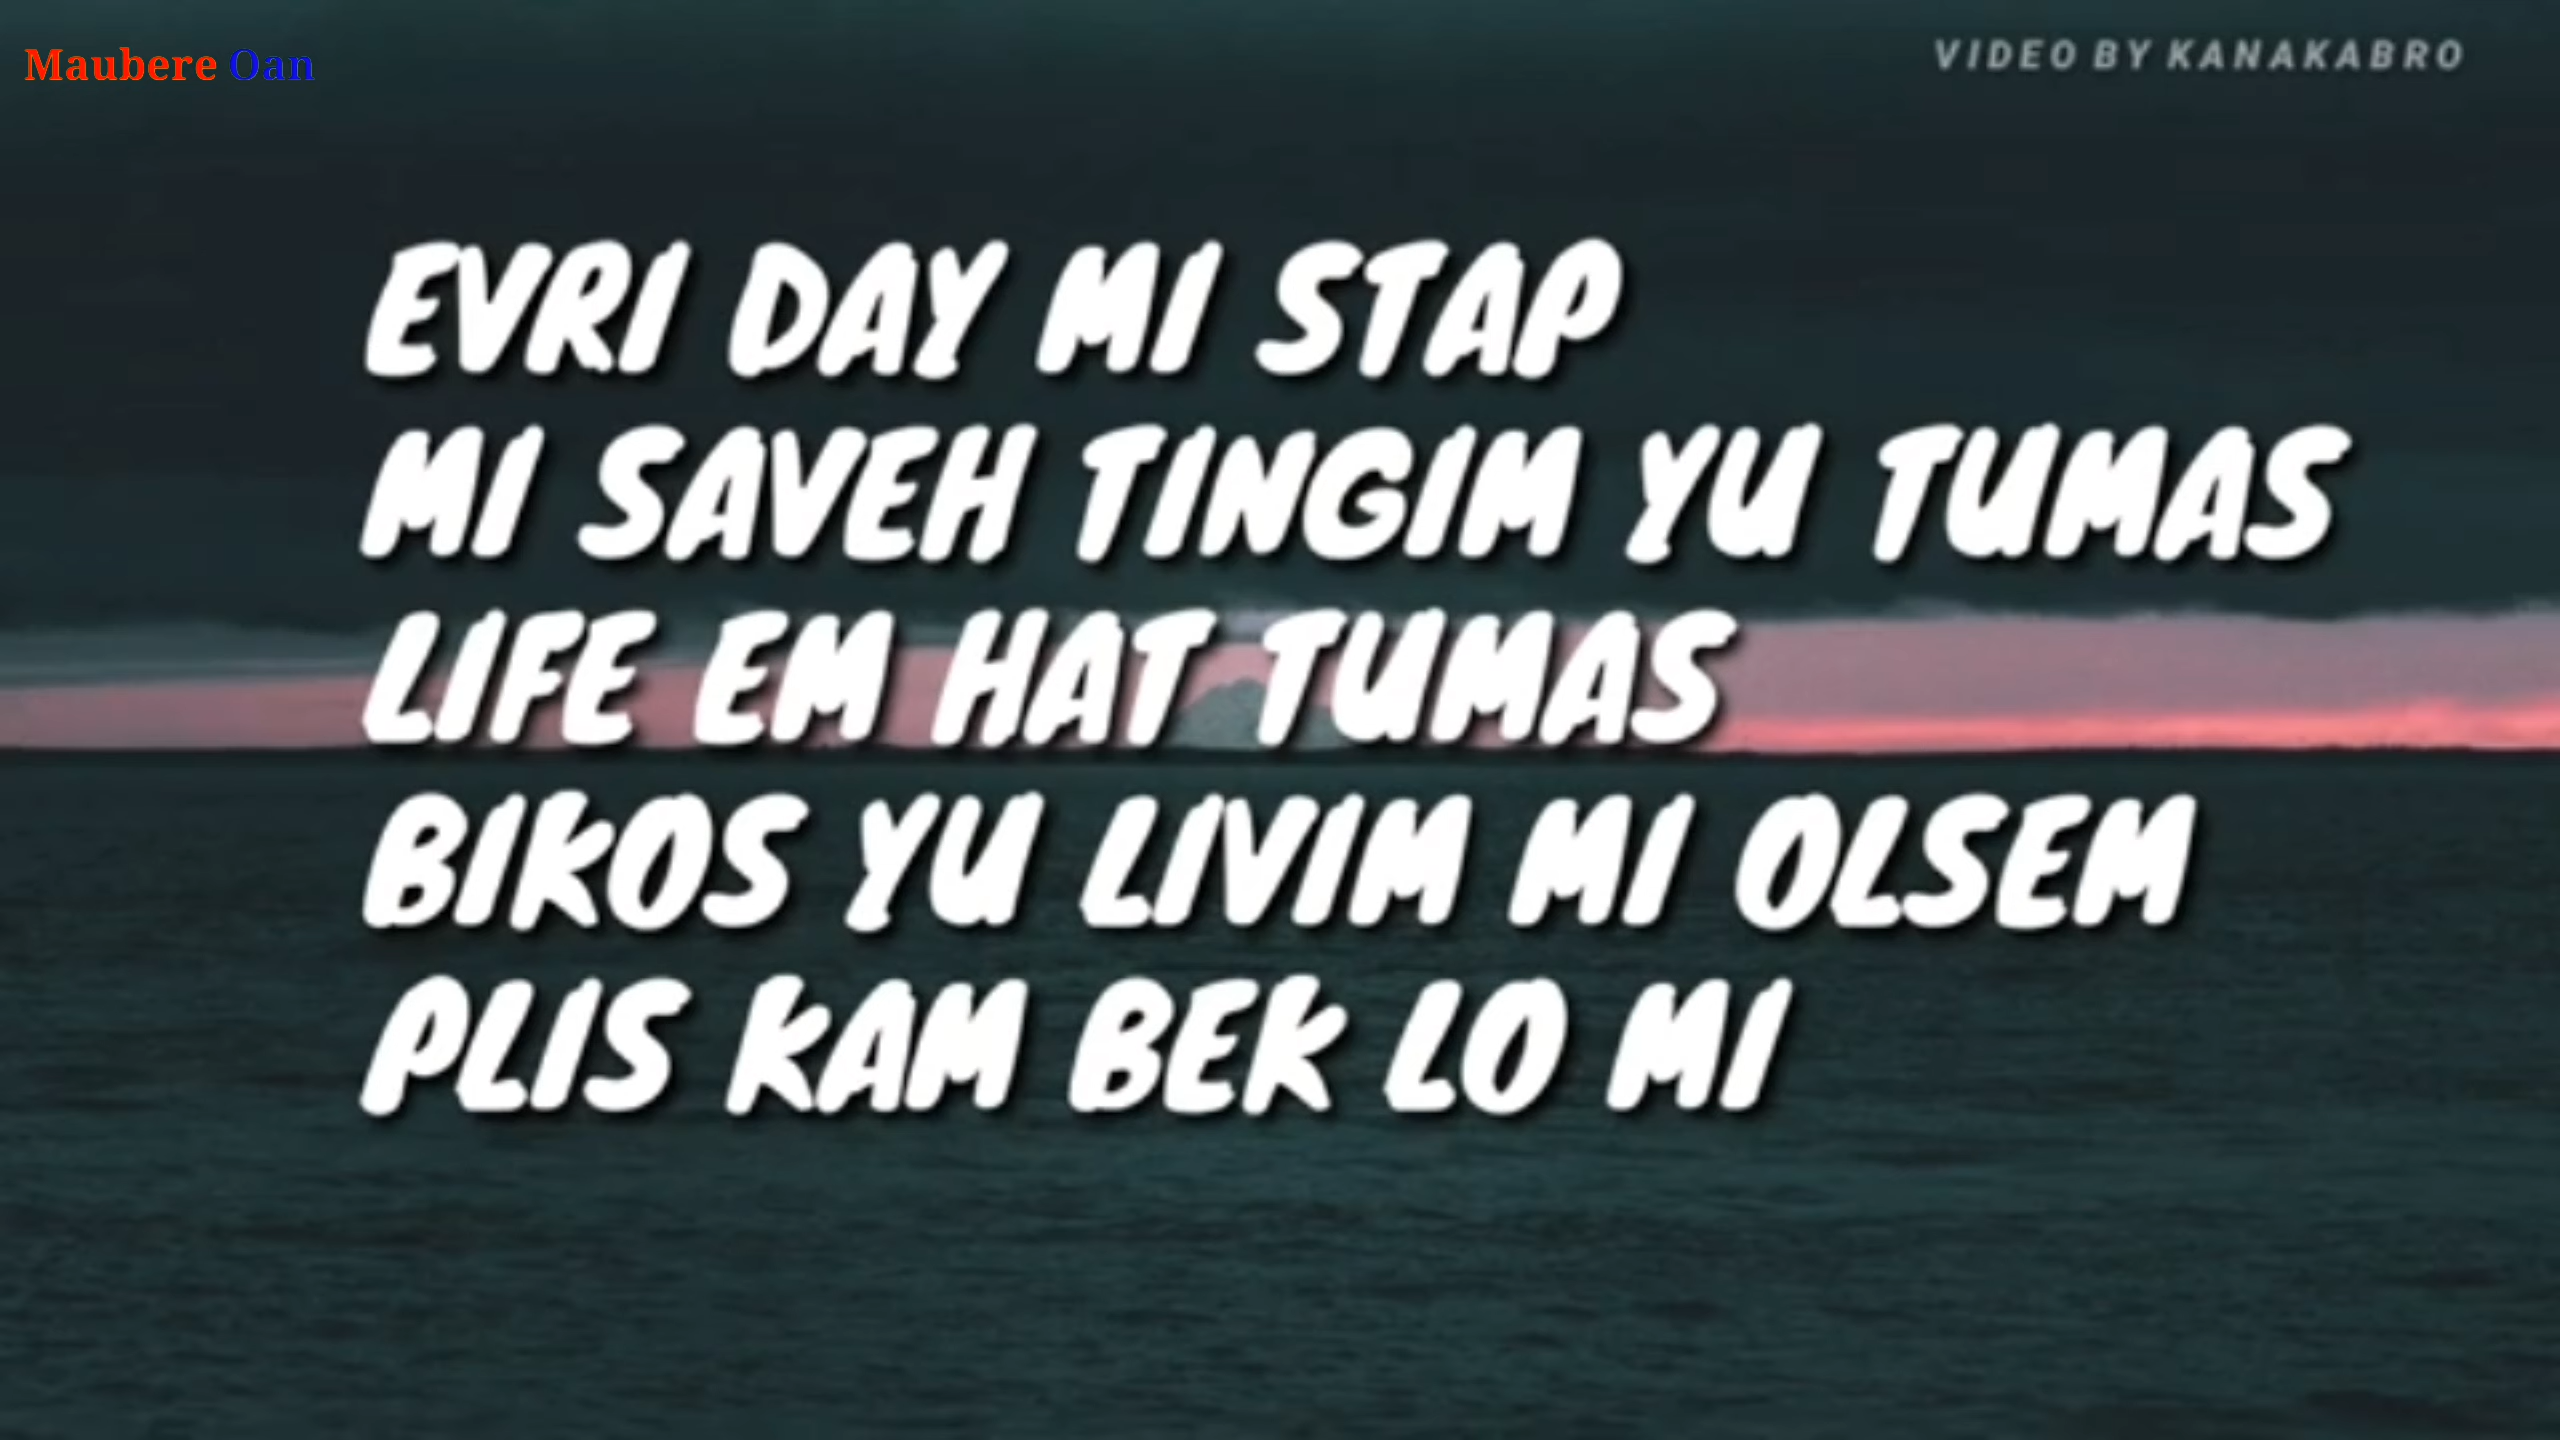 Maubere Oan
VIDEO BY KANAKABRO
EVRI DAY MI STAP
MI SAVEH TINGIM YU TUMAS
LIFE EM HAT TUMAS
BIKOS YU LIVIM MI OLSEM
PLIS KAM BEK LO MI